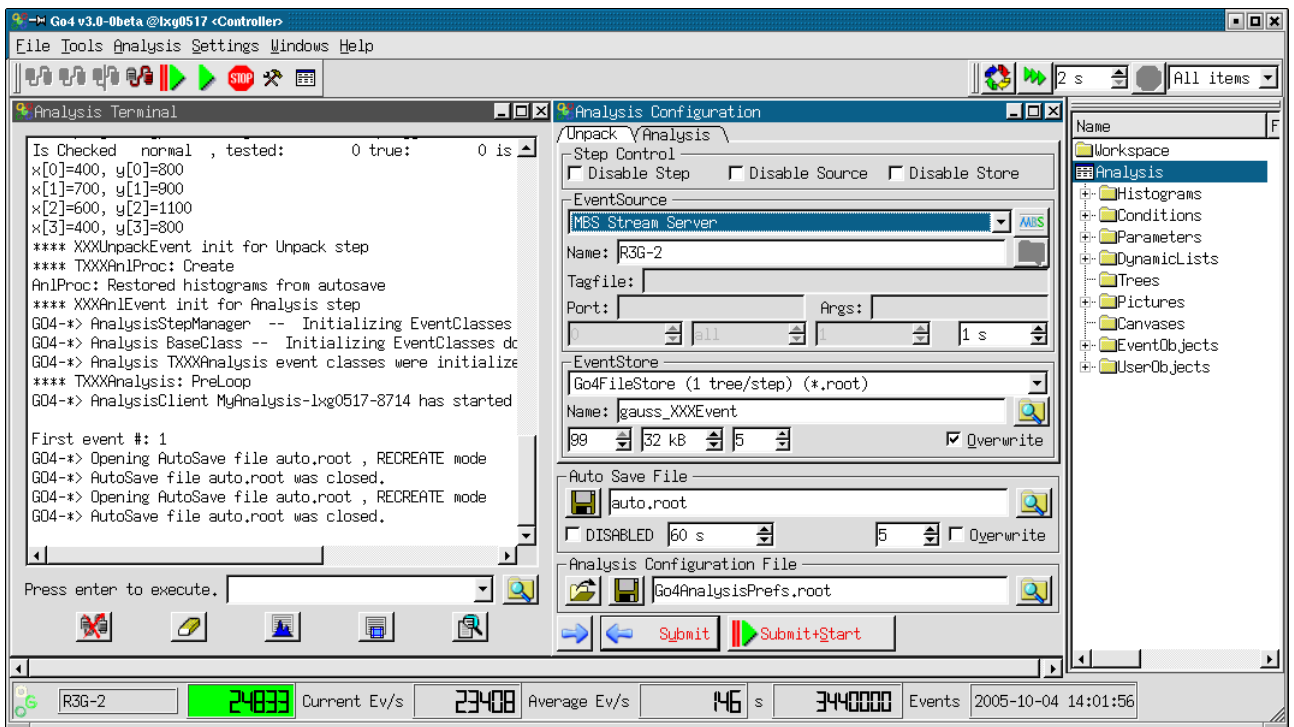 Go4 v3.0-0beta @lxg0517 <Controller>
File Tools Analysis Settings Windows Help
STOP
2 s
All items
Analysis Terminal
Is Checked normal , tested: 0 true: 0 is
x[0]=400, y[0]=800
x[1]=700, y[1]=900
x[2]=600, y[2]=1100
x[3]=400, y[3]=800
**** XXXUnpackEvent init for Unpack step
**** TXXXAnlProc: Create
AnlProc: Restored histograms from autosave
**** XXXAnlEvent init for Analysis step
GO4-*> AnalysisStepManager -- Initializing EventClasses
GO4-*> Analysis BaseClass -- Initializing EventClasses do
GO4-*> Analysis TXXXAnalysis event classes were initialize
**** TXXXAnalysis: PreLoop
GO4-*> AnalysisClient MyAnalysis-lxg0517-8714 has started
First event #: 1
GO4-*> Opening AutoSave file auto.root , RECREATE mode
GO4-*> AutoSave file auto.root was closed.
GO4-*> Opening AutoSave file auto.root , RECREATE mode
GO4-*> AutoSave file auto.root was closed.
Press enter to execute.
Analysis Configuration
Unpack Analysis
Step Control
Disable Step Disable Source Disable Store
EventSource
MBS Stream Server
MBS
Name: R3G-2
Tagfile:
Port: Args:
0 all 1 1 s
EventStore
Go4FileStore (1 tree/step) (*.root)
Name: gauss_XXXEvent
99 32 kB 5 Overwrite
Auto Save File
auto.root
DISABLED 60 s 5 Overwrite
Analysis Configuration File
Go4AnalysisPrefs.root
Submit Submit+Start
Name F
Workspace
Analysis
Histograms
Conditions
Parameters
DynamicLists
Trees
Pictures
Canvases
EventObjects
UserObjects
R3G-2 24833 Current Ev/s 23408 Average Ev/s 146 s 3440000 Events 2005-10-04 14:01:56